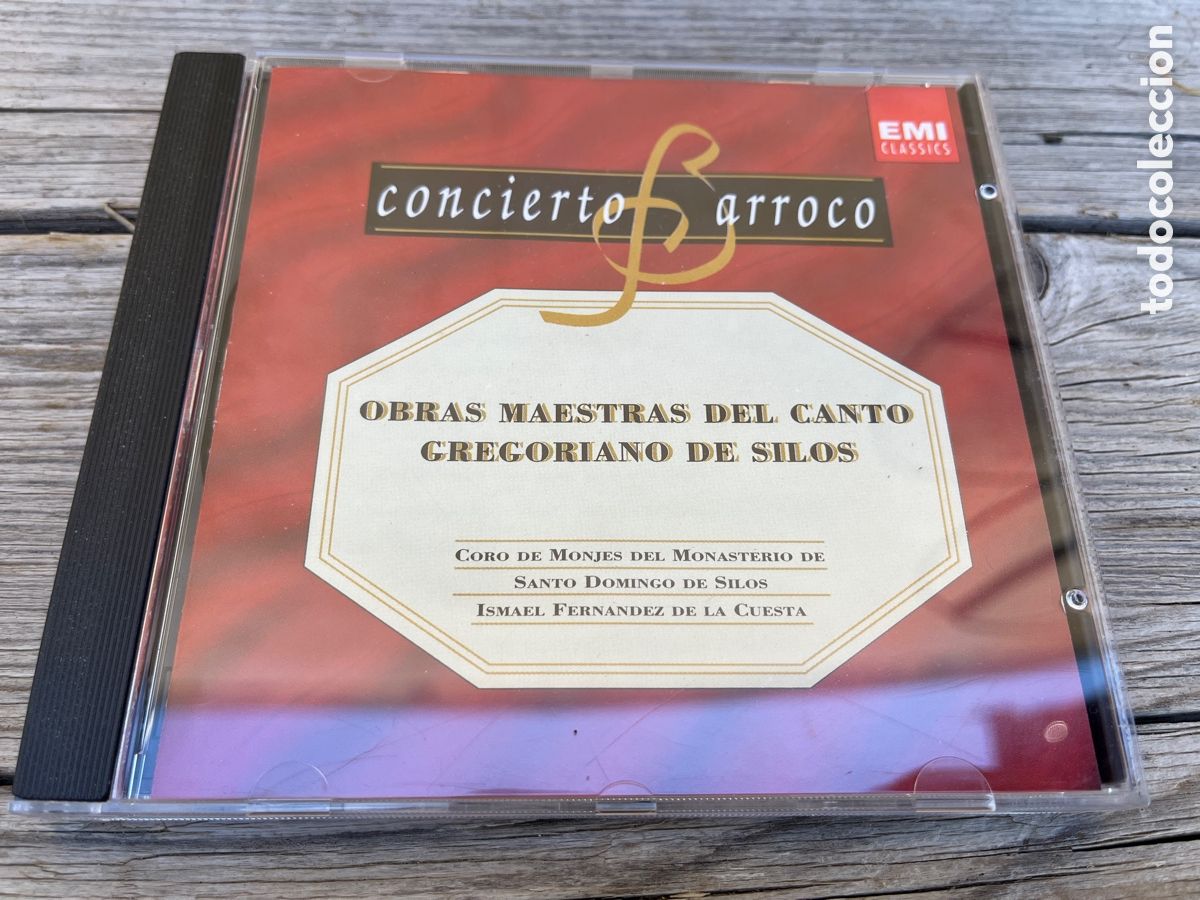 EMI
CLASSICS
concierto Barroco
OBRAS MAESTRAS DEL CANTO
GREGORIANO DE SILOS
CORO DE MONJES DEL MONASTERIO DE
SANTO DOMINGO DE SILOS
ISMAEL FERNANDEZ DE LA CUESTA
todocoleccion